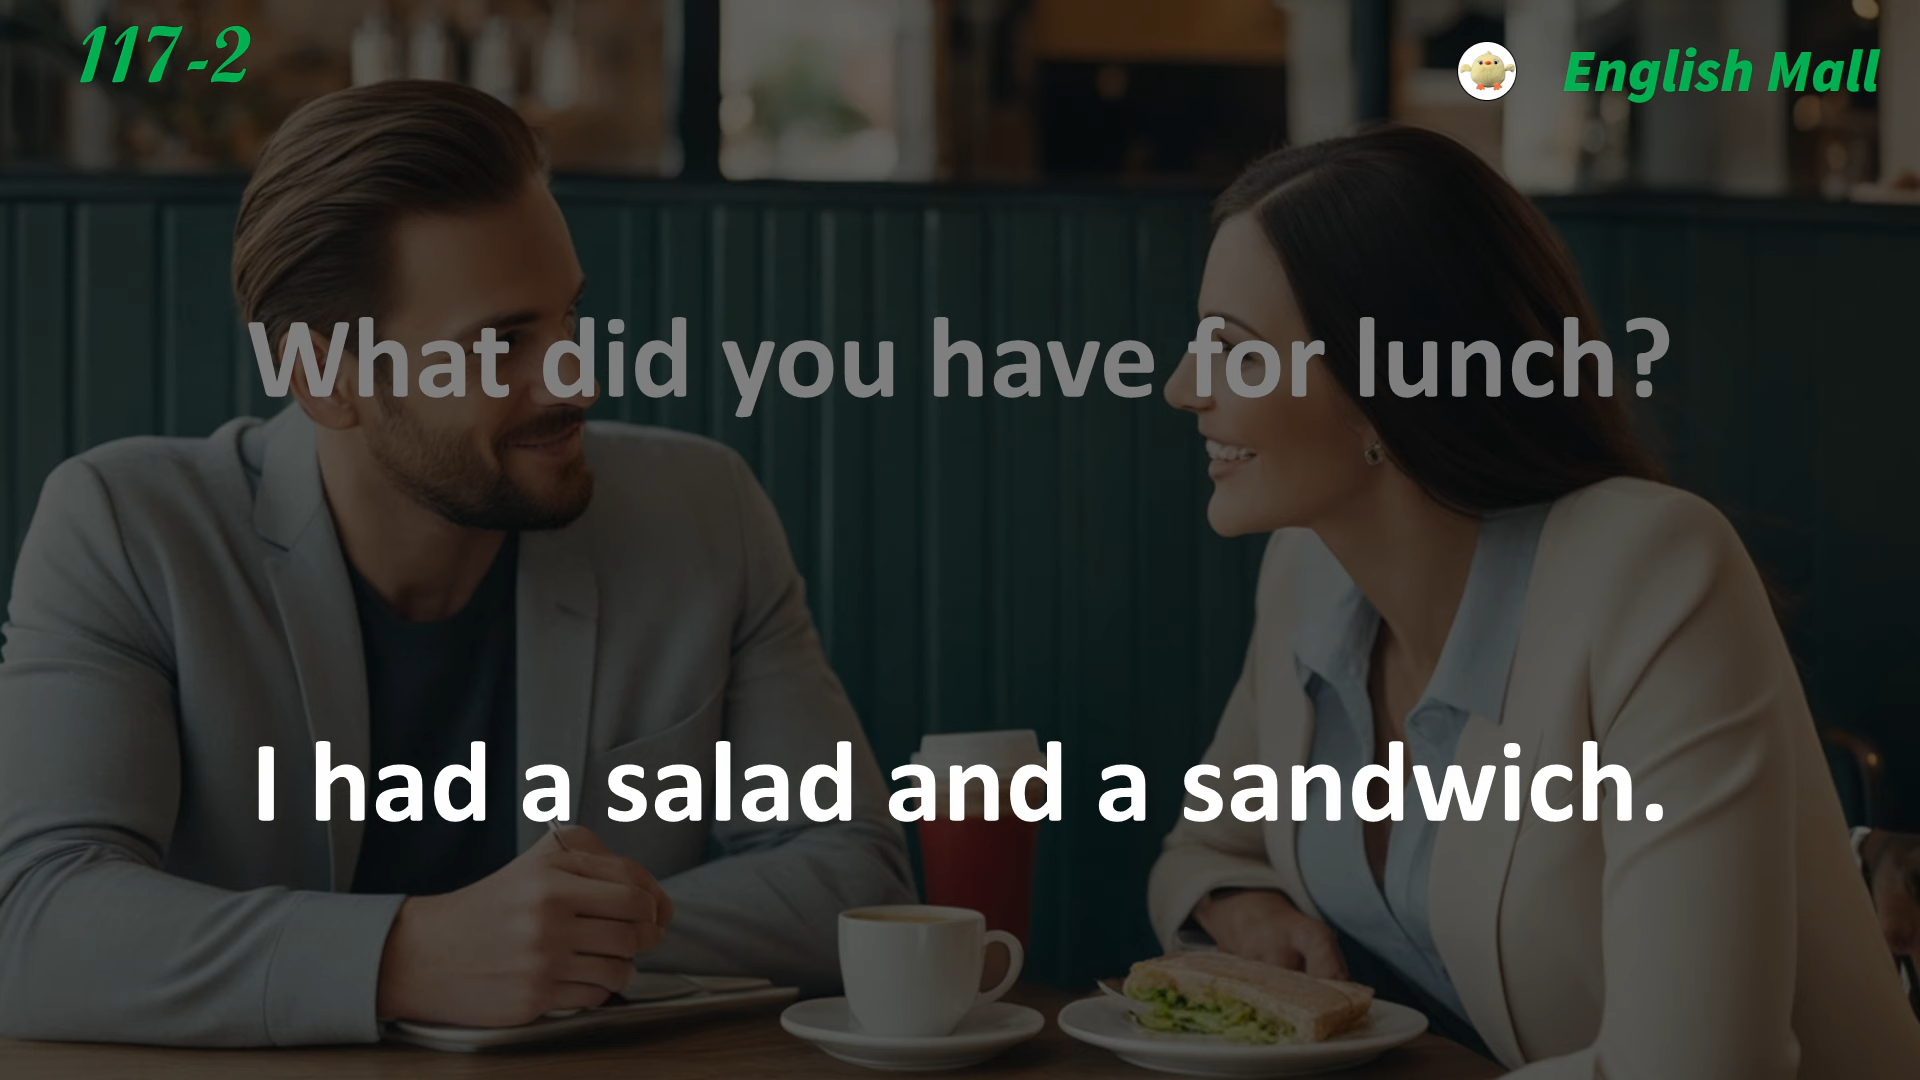 117-2
English Mall
What did you have for lunch?
I had a salad and a sandwich.